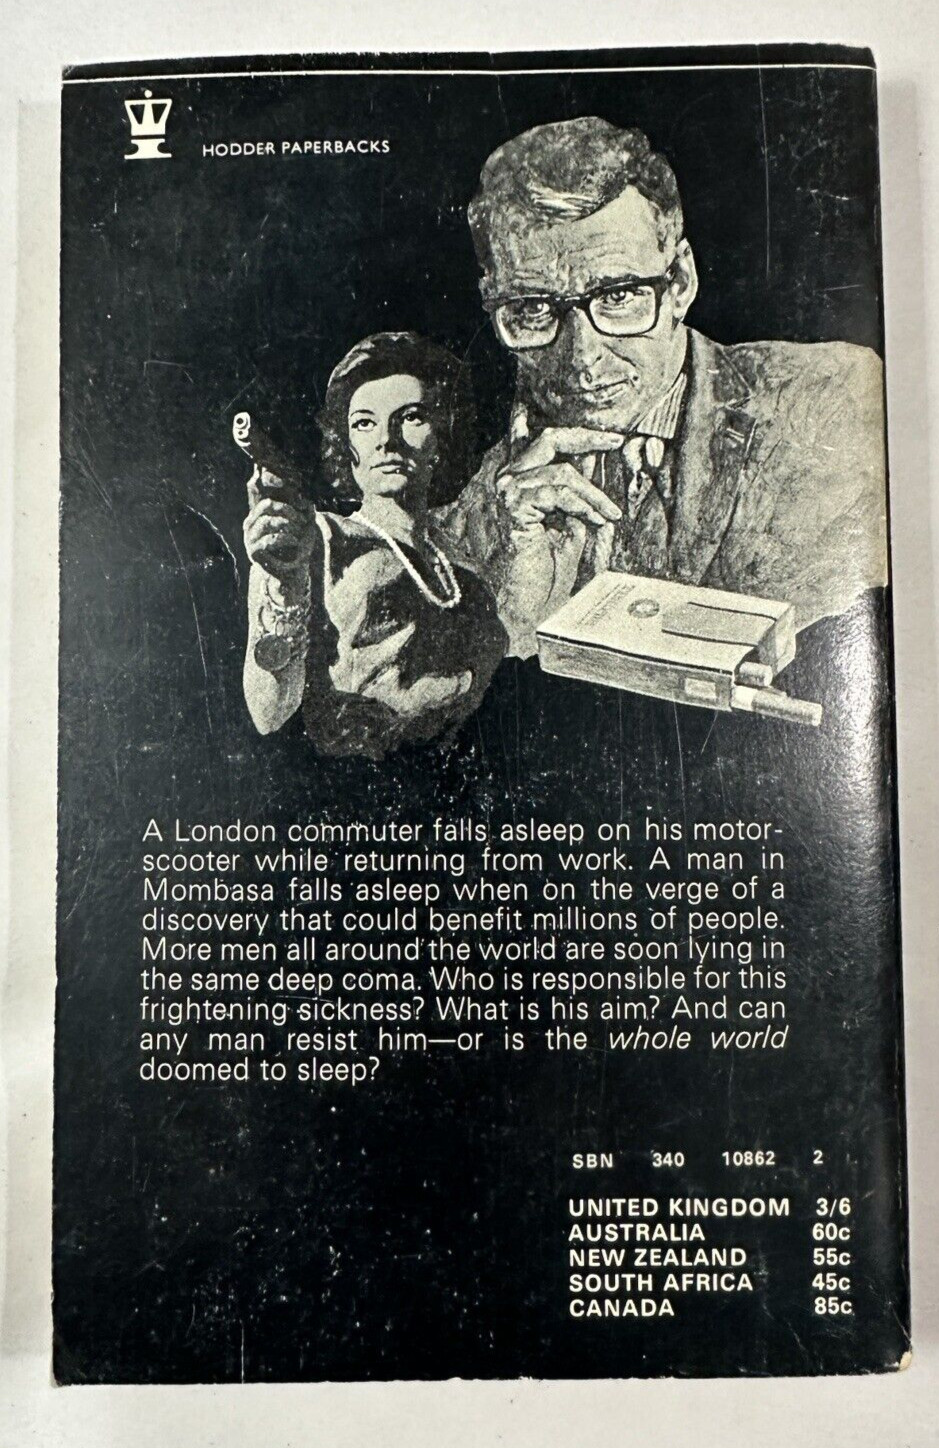 HODDER PAPERBACKS
A London commuter falls asleep on his motor-
scooter while returning from work. A man in
Mombasa falls asleep when on the verge of a
discovery that could benefit millions of people.
More men all around the world are soon lying in
the same deep coma. Who is responsible for this
frightening sickness? What is his aim? And can
any man resist him—or is the whole world
doomed to sleep?
SBN 340 10862 2
UNITED KINGDOM 3/6
AUSTRALIA 60c
NEW ZEALAND 55c
SOUTH AFRICA 45c
CANADA 85c